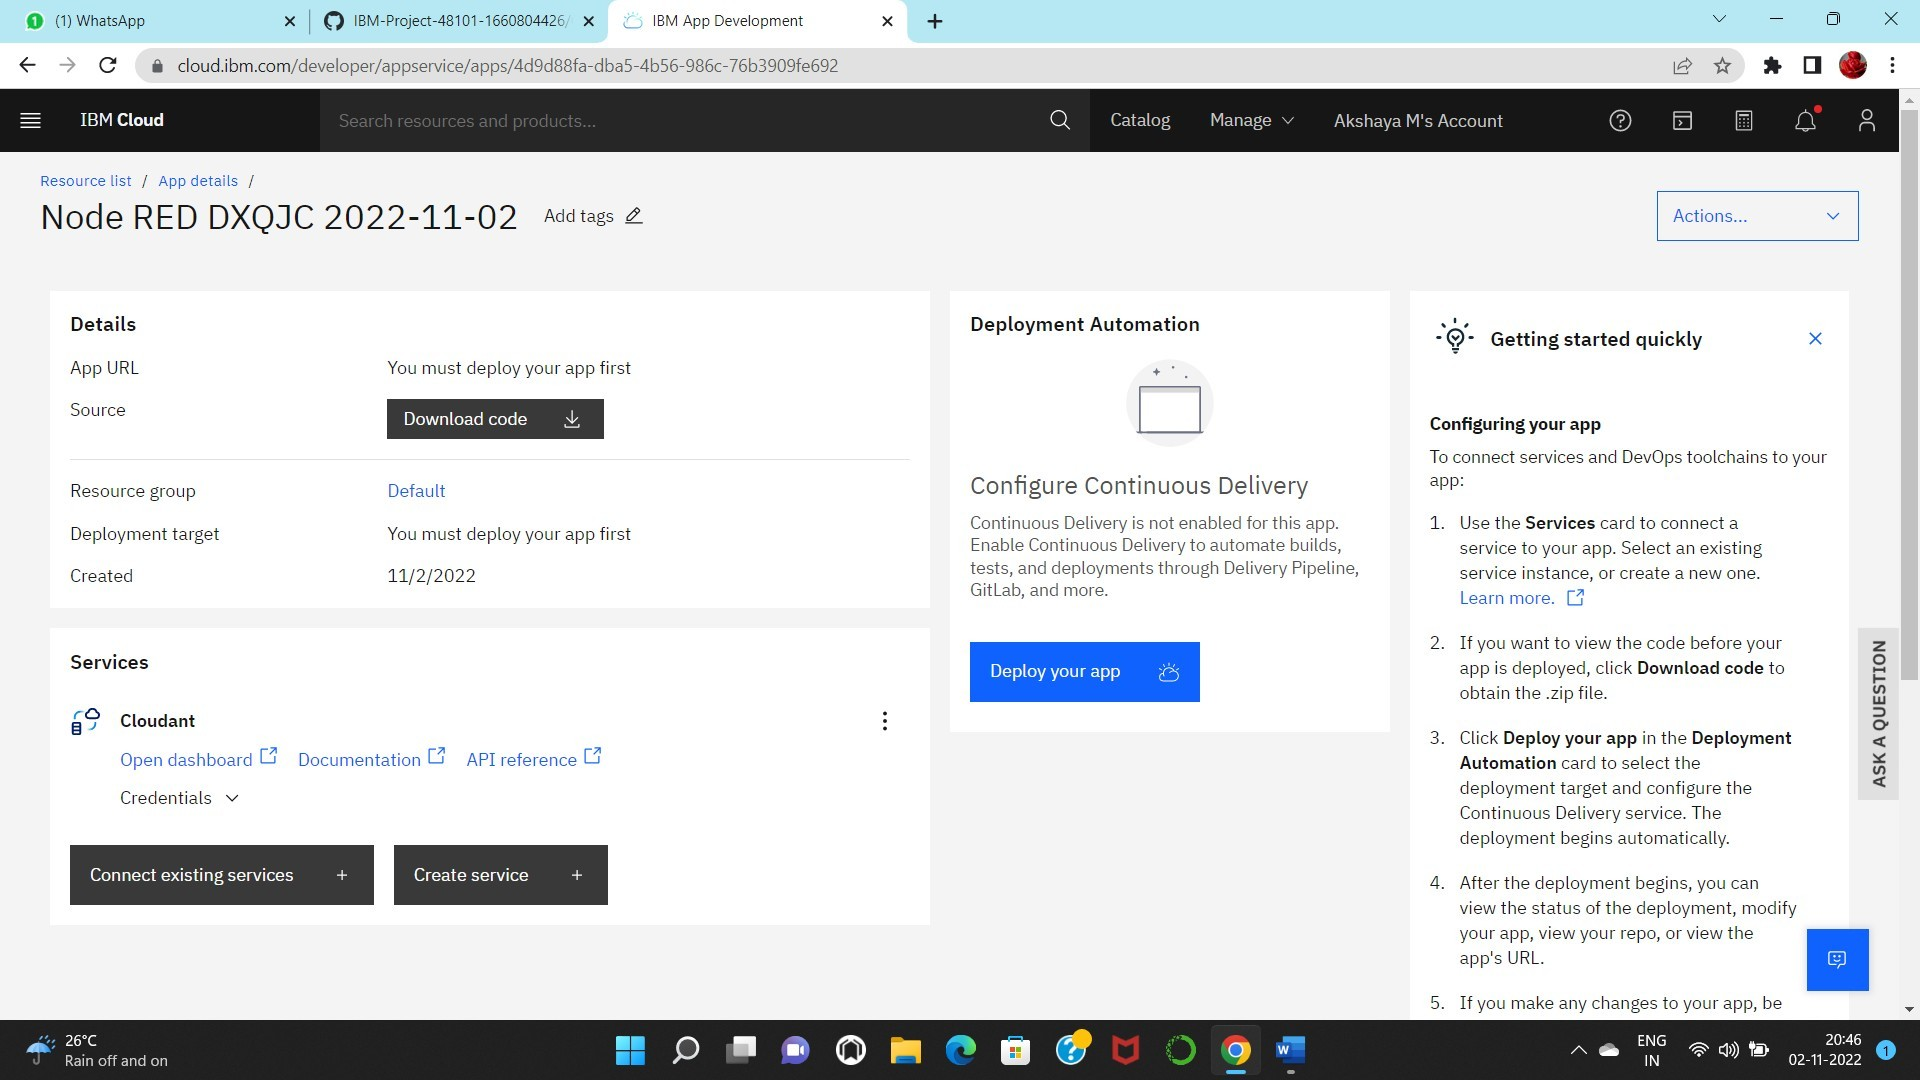 (1) WhatsApp
IBM-Project-48101-1660804426/
IBM App Development
cloud.ibm.com/developer/appservice/apps/4d9d88fa-dba5-4b56-986c-76b3909fe692
IBM Cloud
Search resources and products...
Catalog
Manage
Akshaya M's Account
Resource list / App details /
Node RED DXQJC 2022-11-02
Add tags
Actions...
Details
App URL
You must deploy your app first
Source
Download code
Resource group
Default
Deployment target
You must deploy your app first
Created
11/2/2022
Services
Cloudant
Open dashboard
Documentation
API reference
Credentials
Connect existing services +
Create service +
Deployment Automation
Configure Continuous Delivery
Continuous Delivery is not enabled for this app.
Enable Continuous Delivery to automate builds,
tests, and deployments through Delivery Pipeline,
GitLab, and more.
Deploy your app
Getting started quickly
Configuring your app
To connect services and DevOps toolchains to your
app:
1. Use the Services card to connect a
service to your app. Select an existing
service instance, or create a new one.
Learn more.
2. If you want to view the code before your
app is deployed, click Download code to
obtain the .zip file.
3. Click Deploy your app in the Deployment
Automation card to select the
deployment target and configure the
Continuous Delivery service. The
deployment begins automatically.
4. After the deployment begins, you can
view the status of the deployment, modify
your app, view your repo, or view the
app's URL.
5. If you make any changes to your app, be
ASK A QUESTION
26°C
Rain off and on
ENG
IN
20:46
02-11-2022
1